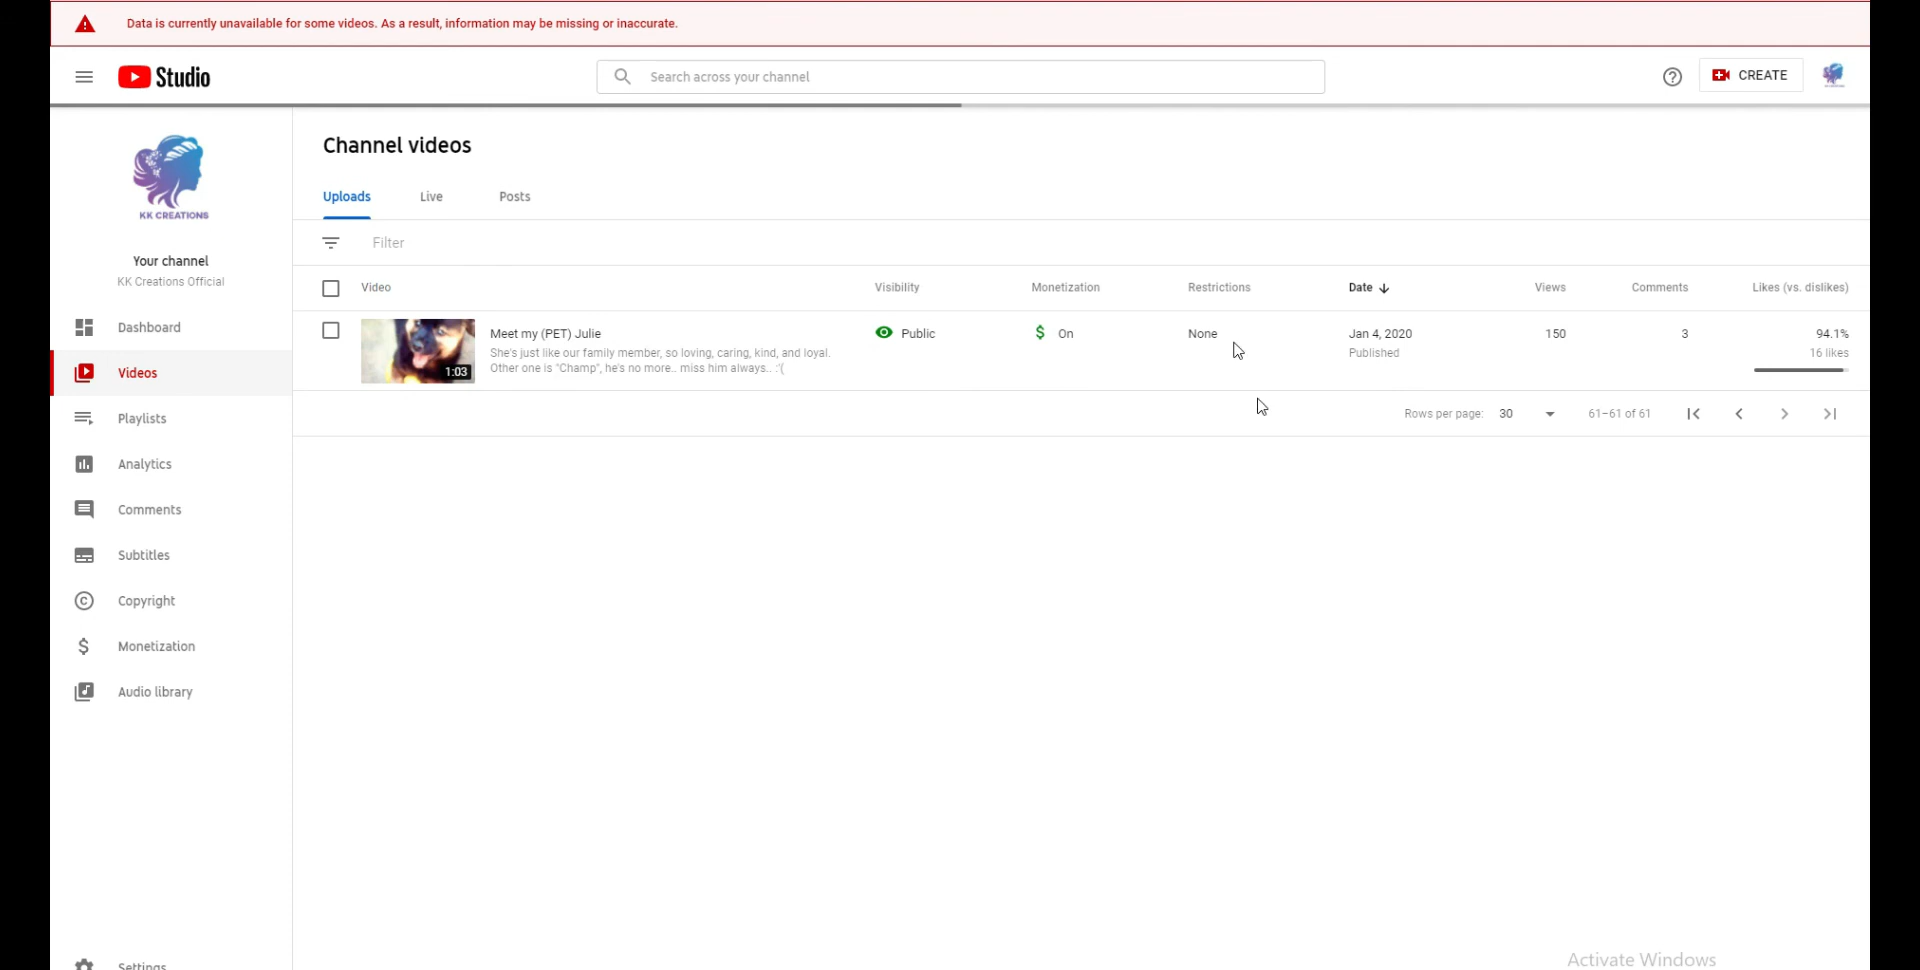 Data is currently unavailable for some videos. As a result, information may be missing or inaccurate.
Studio
Search across your channel
CREATE
KK CREATIONS
Your channel
KK Creations Official
Dashboard
Videos
Playlists
Analytics
Comments
Subtitles
Copyright
Monetization
Audio library
Settings
Channel videos
Uploads Live Posts
Filter
Video Visibility Monetization Restrictions Date Views Comments Likes (vs. dislikes)
1:03
Meet my (PET) Julie Public $ On None Jan 4, 2020 150 3 94.1%
She's just like our family member, so loving, caring, kind, and loyal. Published 16 likes
Other one is "Champ", he's no more.. miss him always.. :'(
Rows per page: 30 61–61 of 61
Activate Windows